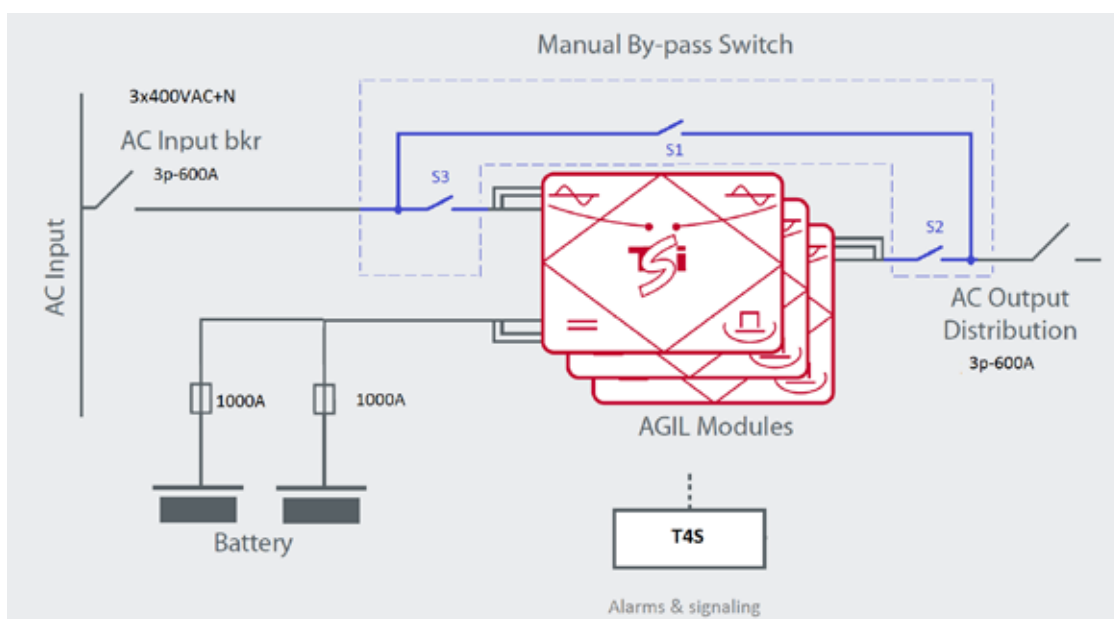 Manual By-pass Switch
3x400VAC+N
AC Input bkr
3p-600A
S1
S3
S2
TSi
AC Input
AC Output
Distribution
3p-600A
1000A
1000A
AGIL Modules
Battery
T4S
Alarms & signaling